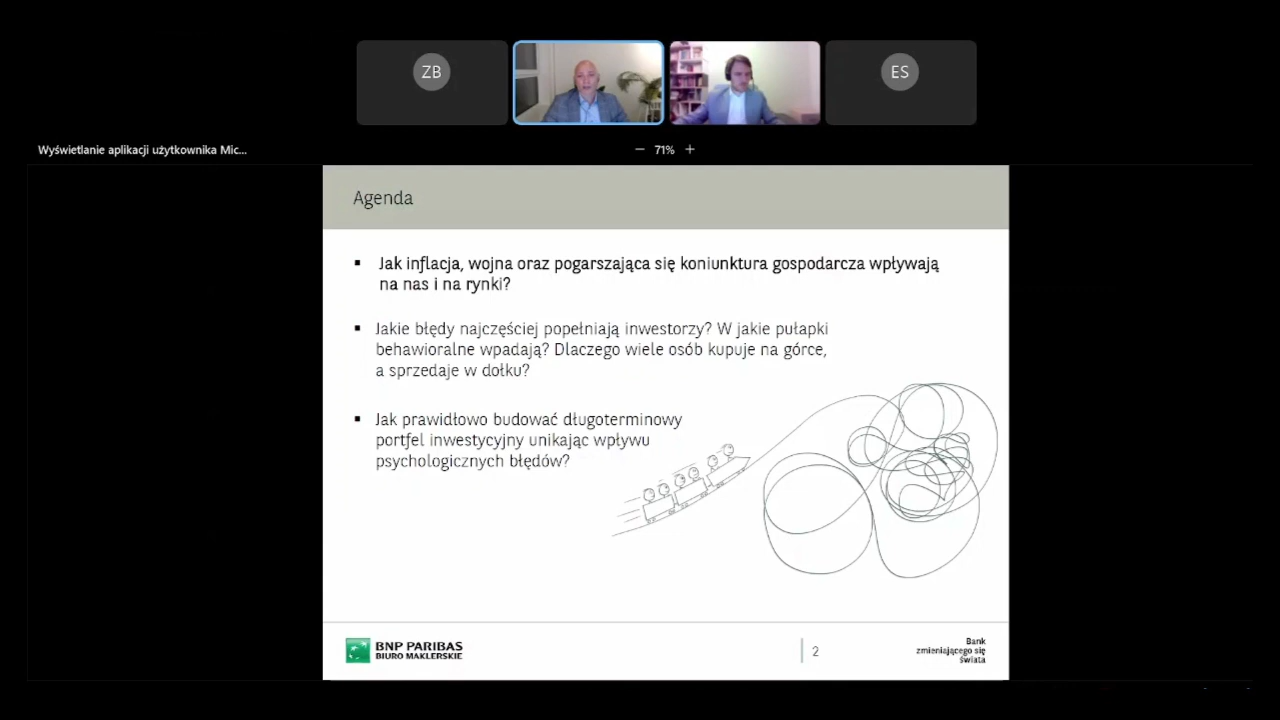 ZB
ES
Wyświetlanie aplikacji użytkownika Mic...
71%
Agenda
Jak inflacja, wojna oraz pogarszająca się koniunktura gospodarcza wpływają
na nas i na rynki?
Jakie błędy najczęściej popełniają inwestorzy? W jakie pułapki
behawioralne wpadają? Dlaczego wiele osób kupuje na górce,
a sprzedaje w dołku?
Jak prawidłowo budować długoterminowy
portfel inwestycyjny unikając wpływu
psychologicznych błędów?
BNP PARIBAS
BIURO MAKLERSKIE
2
Bank
zmieniającego się
świata